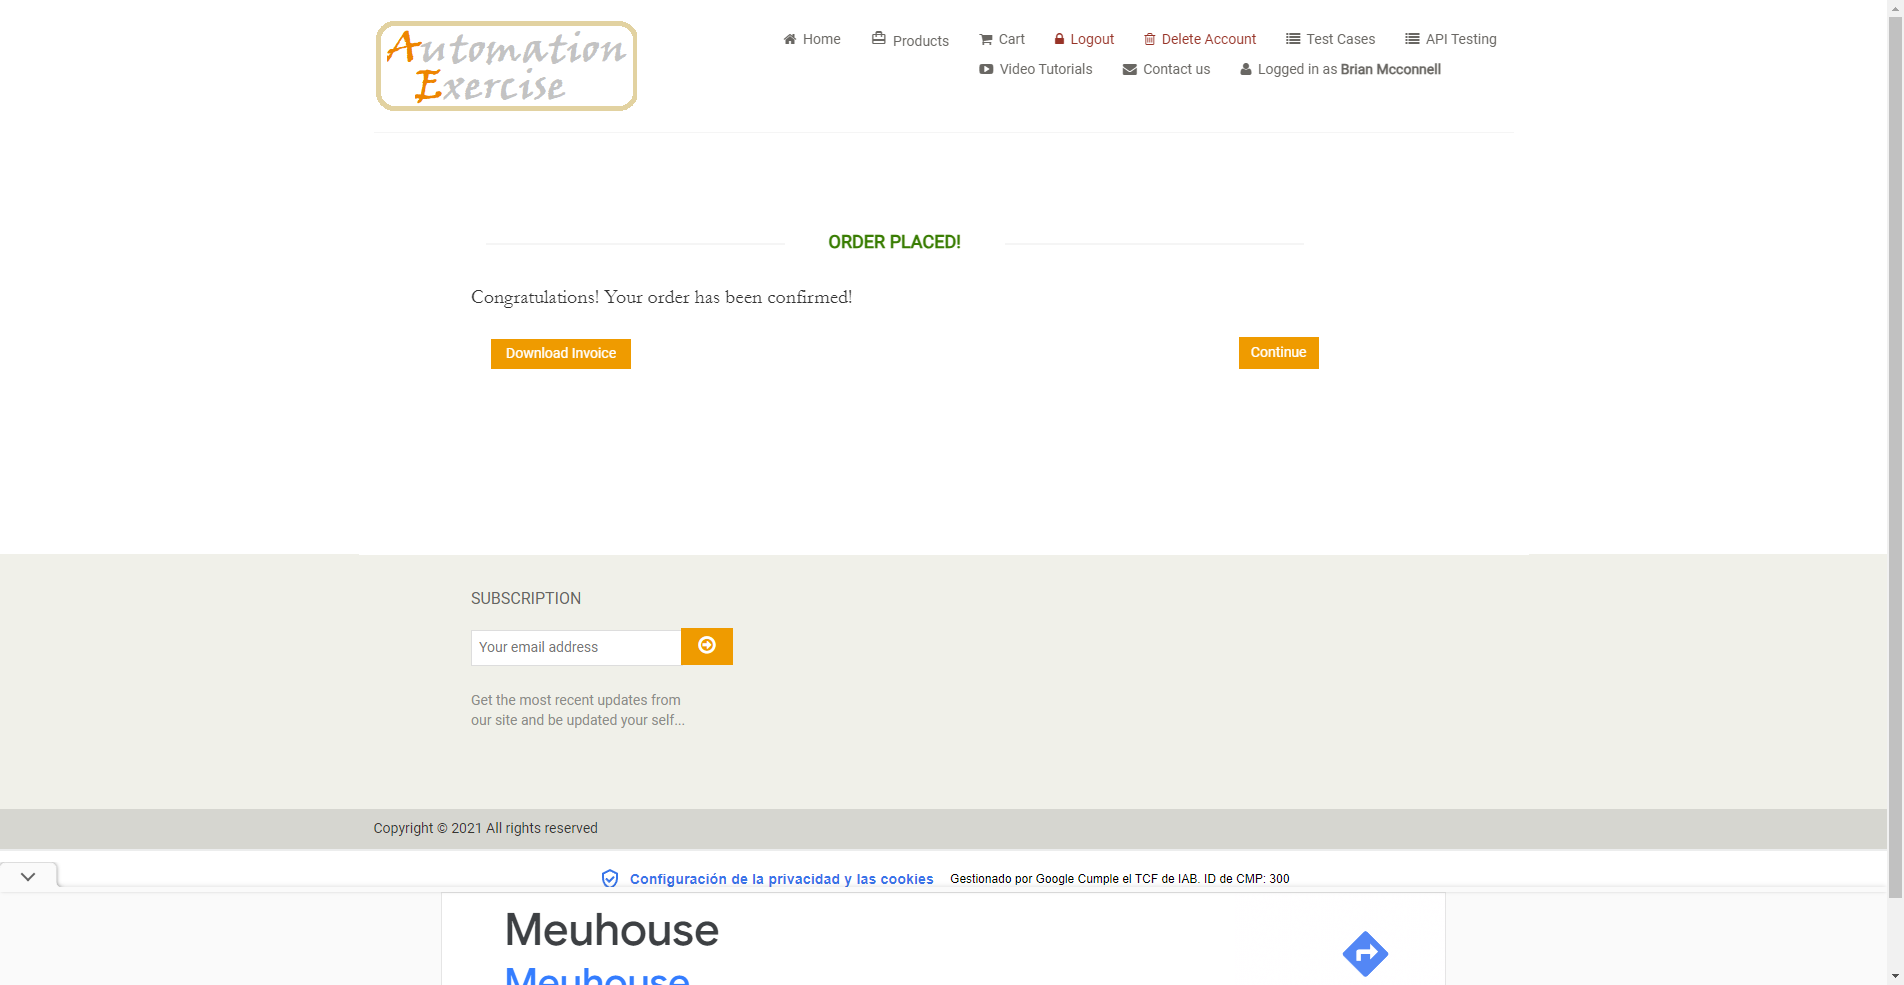 Automation
Exercise
Home
Products
Cart
Logout
Delete Account
Test Cases
API Testing
Video Tutorials
Contact us
Logged in as Brian Mcconnell
ORDER PLACED!
Congratulations! Your order has been confirmed!
Download Invoice
Continue
SUBSCRIPTION
Your email address
Get the most recent updates from
our site and be updated your self...
Copyright © 2021 All rights reserved
Configuración de la privacidad y las cookies
Gestionado por Google Cumple el TCF de IAB. ID de CMP: 300
Meuhouse
Meuhouse